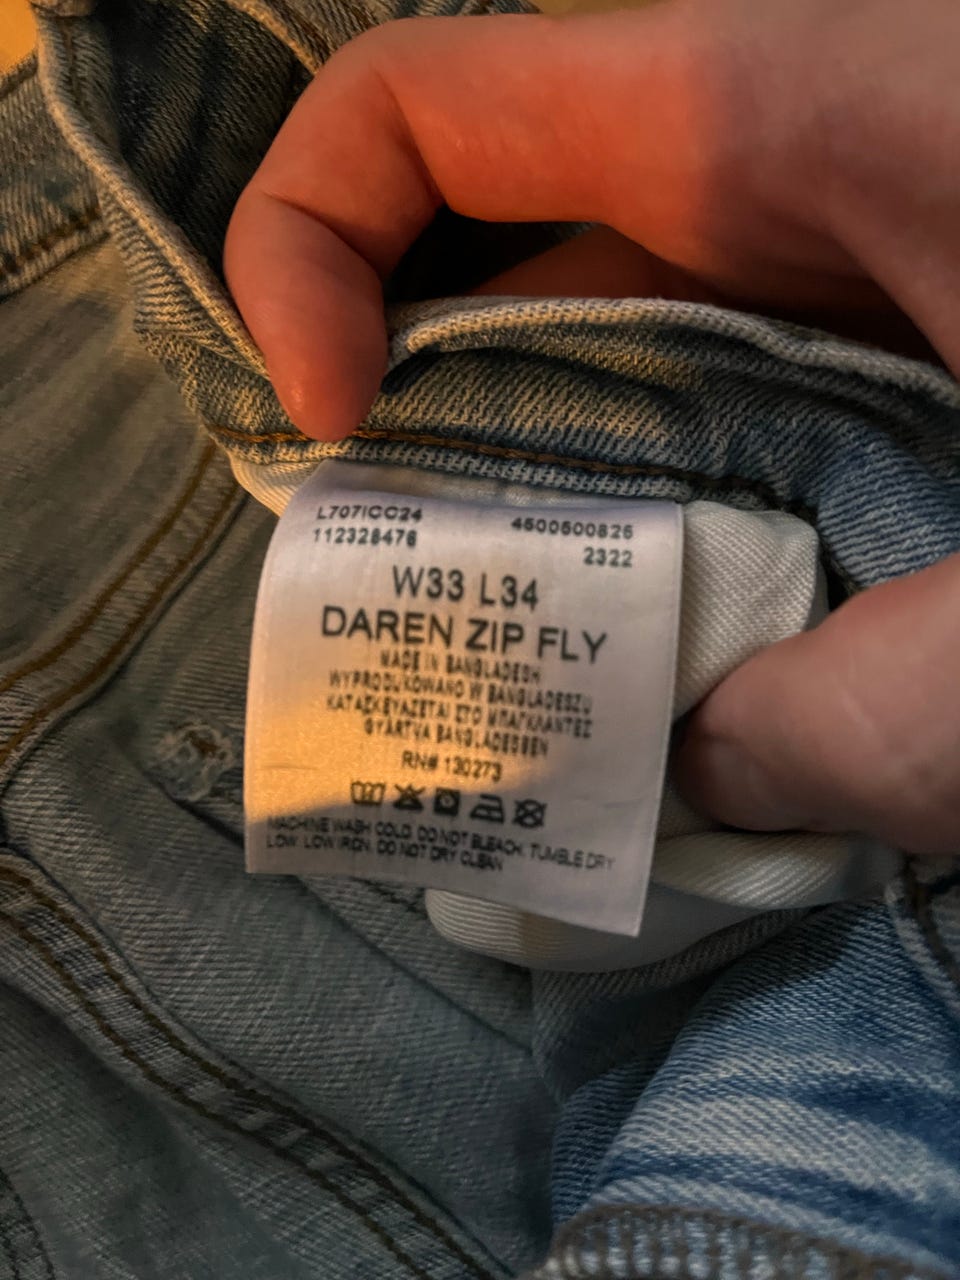 L707ICC24 4500500825
112328476 2322
W33 L34
DAREN ZIP FLY
MADE IN BANGLADESH
WYPRODUKOWANO W BANGLADESZU
ΚΑΤΑΣΚΕΥΑΖΕΤΑΙ ΣΤΟ ΜΠΑΓΚΛΑΝΤΕΣ
GYÁRTVA BANGLADESBEN
RN# 130273
MACHINE WASH COLD. DO NOT BLEACH. TUMBLE DRY
LOW. LOW IRON. DO NOT DRY CLEAN